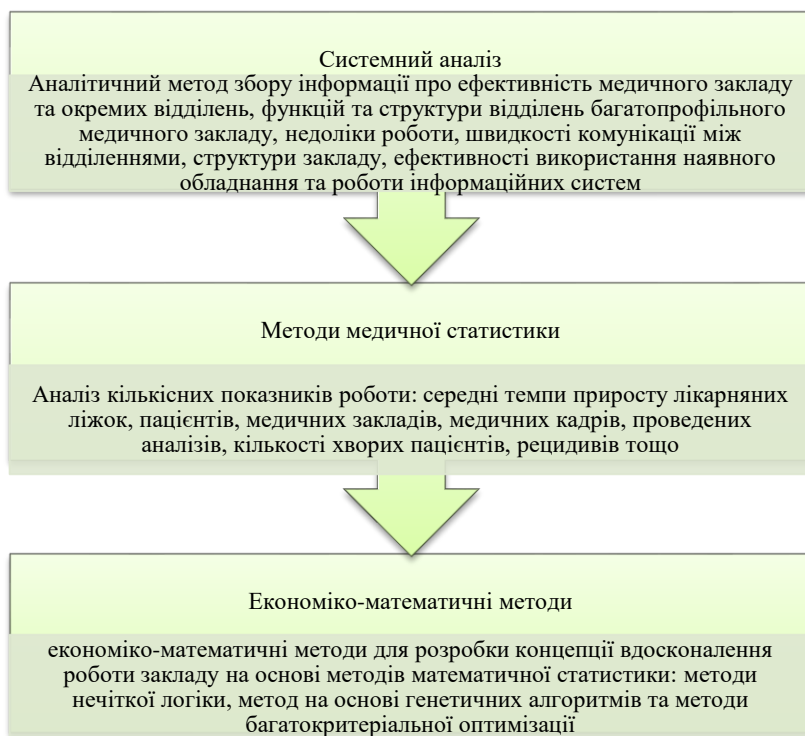 Системний аналіз
Аналітичний метод збору інформації про ефективність медичного закладу
та окремих відділень, функцій та структури відділень багатопрофільного
медичного закладу, недоліки роботи, швидкості комунікації між
відділеннями, структури закладу, ефективності використання наявного
обладнання та роботи інформаційних систем
Методи медичної статистики
Аналіз кількісних показників роботи: середні темпи приросту лікарняних
ліжок, пацієнтів, медичних закладів, медичних кадрів, проведених
аналізів, кількості хворих пацієнтів, рецидивів тощо
Економіко-математичні методи
економіко-математичні методи для розробки концепції вдосконалення
роботи закладу на основі методів математичної статистики: методи
нечіткої логіки, метод на основі генетичних алгоритмів та методи
багатокритеріальної оптимізації